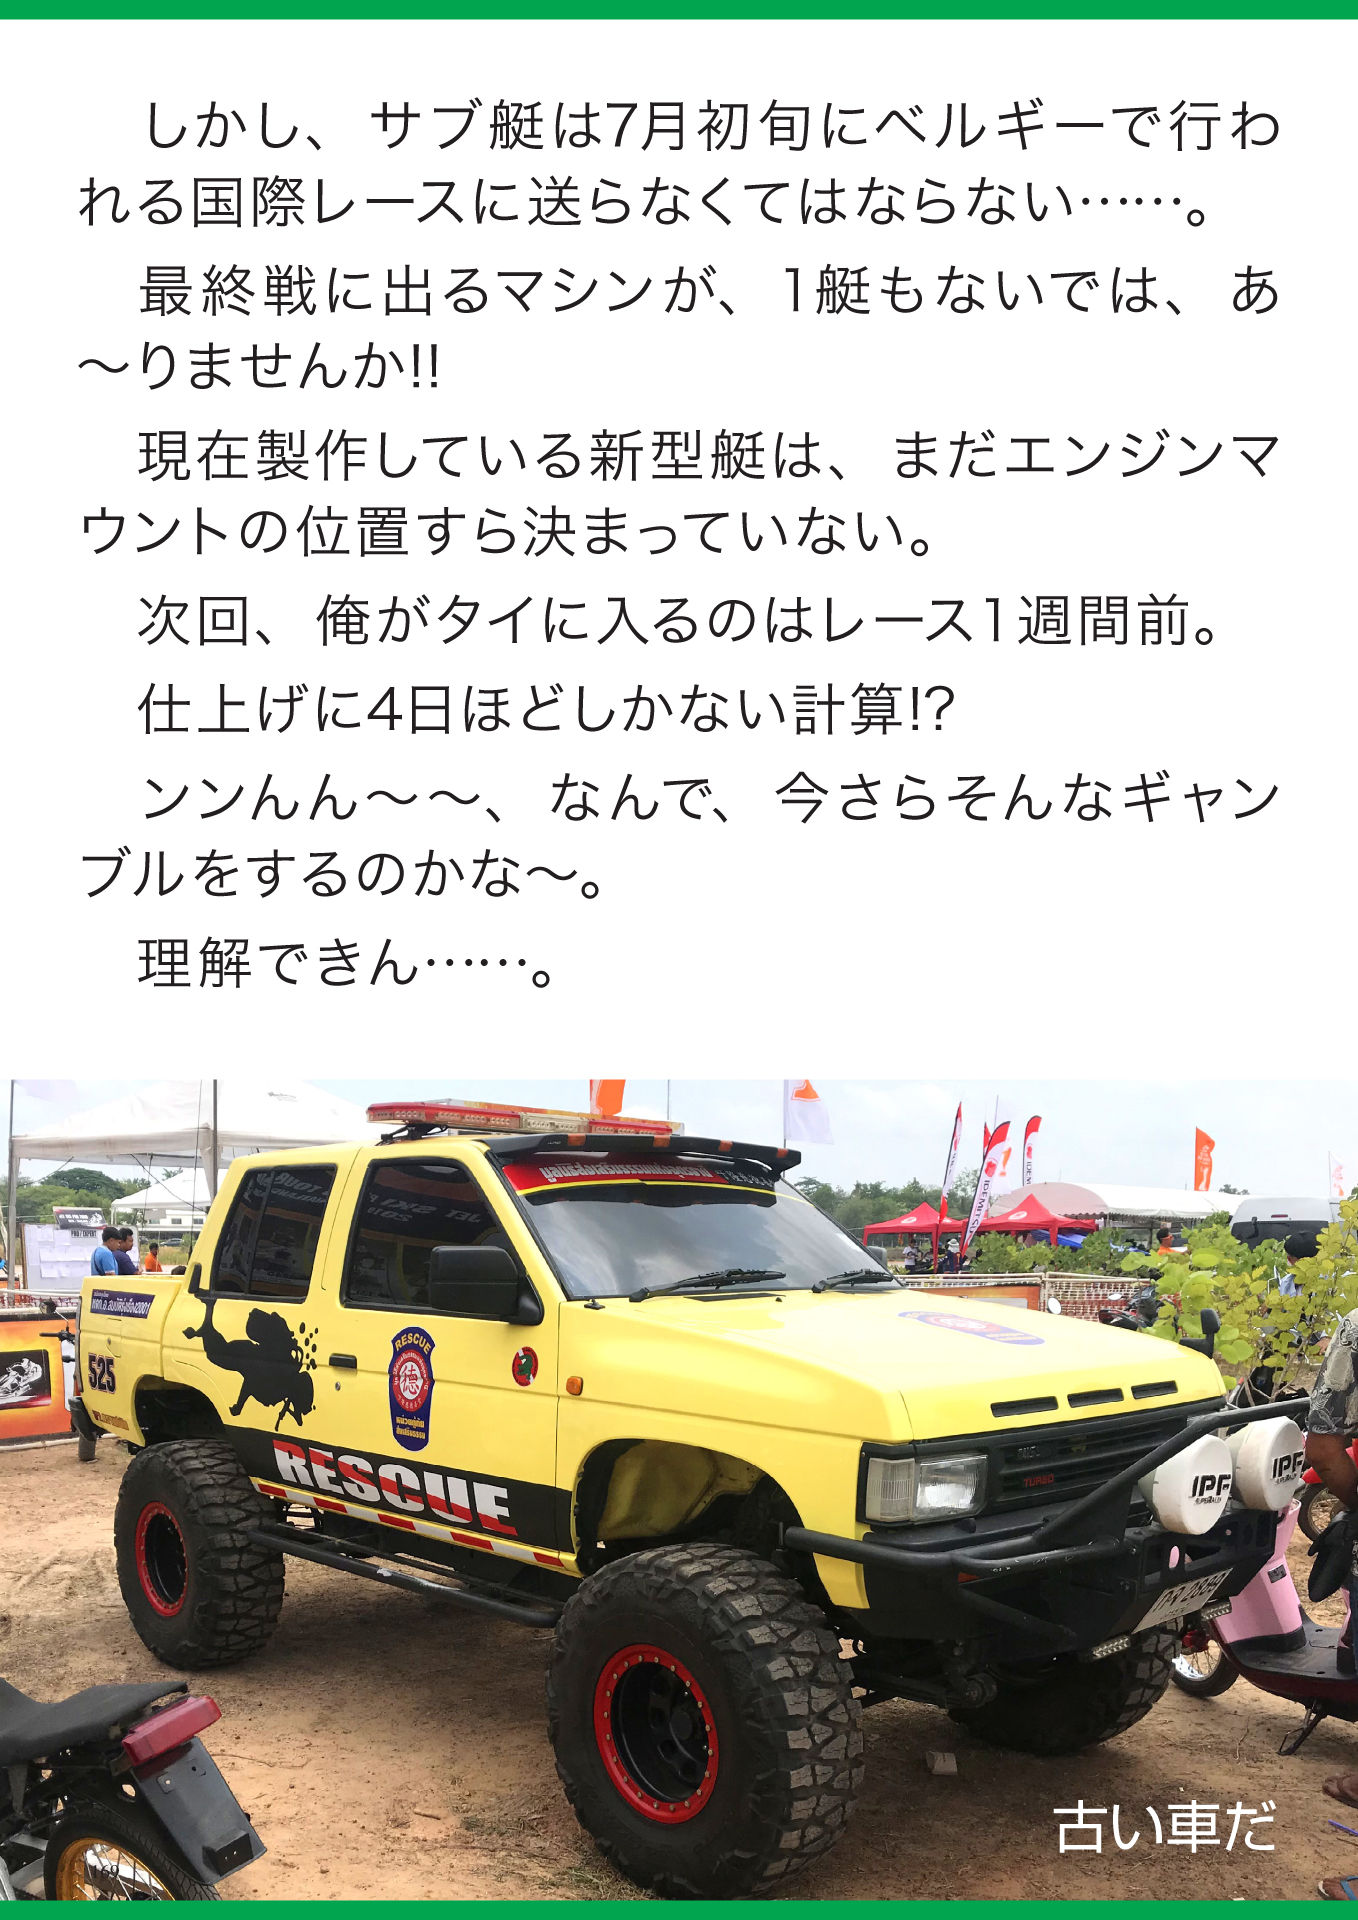 しかし、サブ艇は7月初旬にベルギーで行わ
れる国際レースに送らなくてはならない……。
最終戦に出るマシンが、1艇もないでは、あ
〜りませんか!!
現在製作している新型艇は、まだエンジンマ
ウントの位置すら決まっていない。
次回、俺がタイに入るのはレース1週間前。
仕上げに4日ほどしかない計算!?
ンンんん〜〜、なんで、今さらそんなギャン
ブルをするのかな〜。
理解できん……。
PRO / EXPERT
IDEMITSU
IDEMIT
525
RESCUE
德
RESCUE
TURBO
IPF
IPF
古い車だ
169